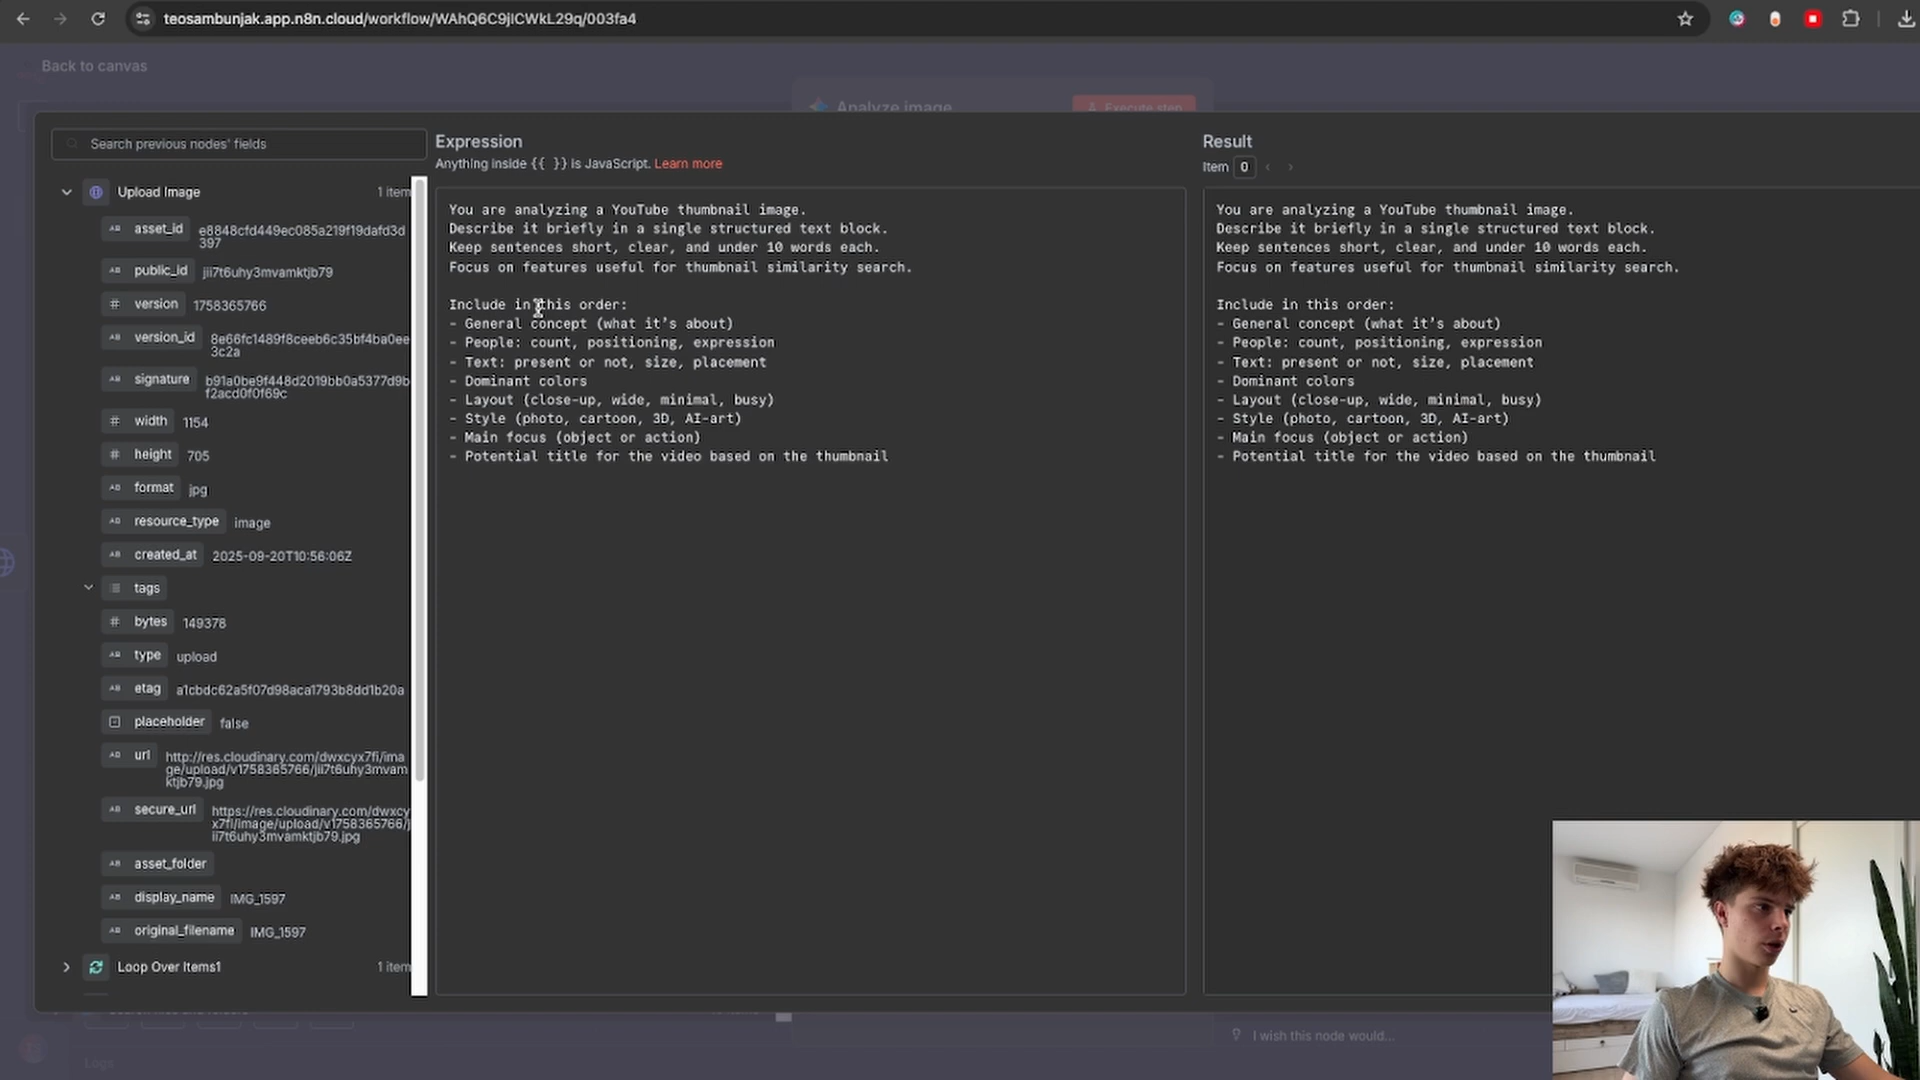 teosambunjak.app.n8n.cloud/workflow/WAhQ6C9jlCWkL29q/003fa4
Back to canvas
Analyze image
Execute step
Search previous nodes' fields
Upload Image 1 item
asset_id e8848cfd449ec085a219f19dafd3d
397
public_id jii7t6uhy3mvamktjb79
version 1758365766
version_id 8e66fc1489f8ceeb6c35bf4ba0ee
3c2a
signature b91a0be9f448d2019bb0a5377d9b
f2acd0f0f69c
width 1154
height 705
format jpg
resource_type image
created_at 2025-09-20T10:56:06Z
tags
bytes 149378
type upload
etag a1cbdc62a5f07d98aca1793b8dd1b20a
placeholder false
url http://res.cloudinary.com/dwxcyx7fi/ima
ge/upload/v1758365766/jii7t6uhy3mvam
ktjb79.jpg
secure_url https://res.cloudinary.com/dwxcy
x7fi/image/upload/v1758365766/j
ii7t6uhy3mvamktjb79.jpg
asset_folder
display_name IMG_1597
original_filename IMG_1597
Loop Over Items1 1 item
Expression
Anything inside {{ }} is JavaScript. Learn more
You are analyzing a YouTube thumbnail image.
Describe it briefly in a single structured text block.
Keep sentences short, clear, and under 10 words each.
Focus on features useful for thumbnail similarity search.
Include in this order:
- General concept (what it’s about)
- People: count, positioning, expression
- Text: present or not, size, placement
- Dominant colors
- Layout (close-up, wide, minimal, busy)
- Style (photo, cartoon, 3D, AI-art)
- Main focus (object or action)
- Potential title for the video based on the thumbnail
Result
Item 0
You are analyzing a YouTube thumbnail image.
Describe it briefly in a single structured text block.
Keep sentences short, clear, and under 10 words each.
Focus on features useful for thumbnail similarity search.
Include in this order:
- General concept (what it’s about)
- People: count, positioning, expression
- Text: present or not, size, placement
- Dominant colors
- Layout (close-up, wide, minimal, busy)
- Style (photo, cartoon, 3D, AI-art)
- Main focus (object or action)
- Potential title for the video based on the thumbnail
I wish this node would...
Logs